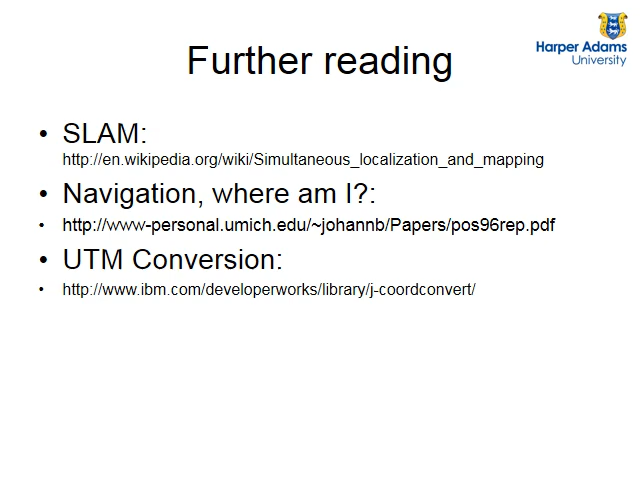 Harper Adams
University
Further reading
• SLAM:
http://en.wikipedia.org/wiki/Simultaneous_localization_and_mapping
• Navigation, where am I?:
• http://www-personal.umich.edu/~johannb/Papers/pos96rep.pdf
• UTM Conversion:
• http://www.ibm.com/developerworks/library/j-coordconvert/